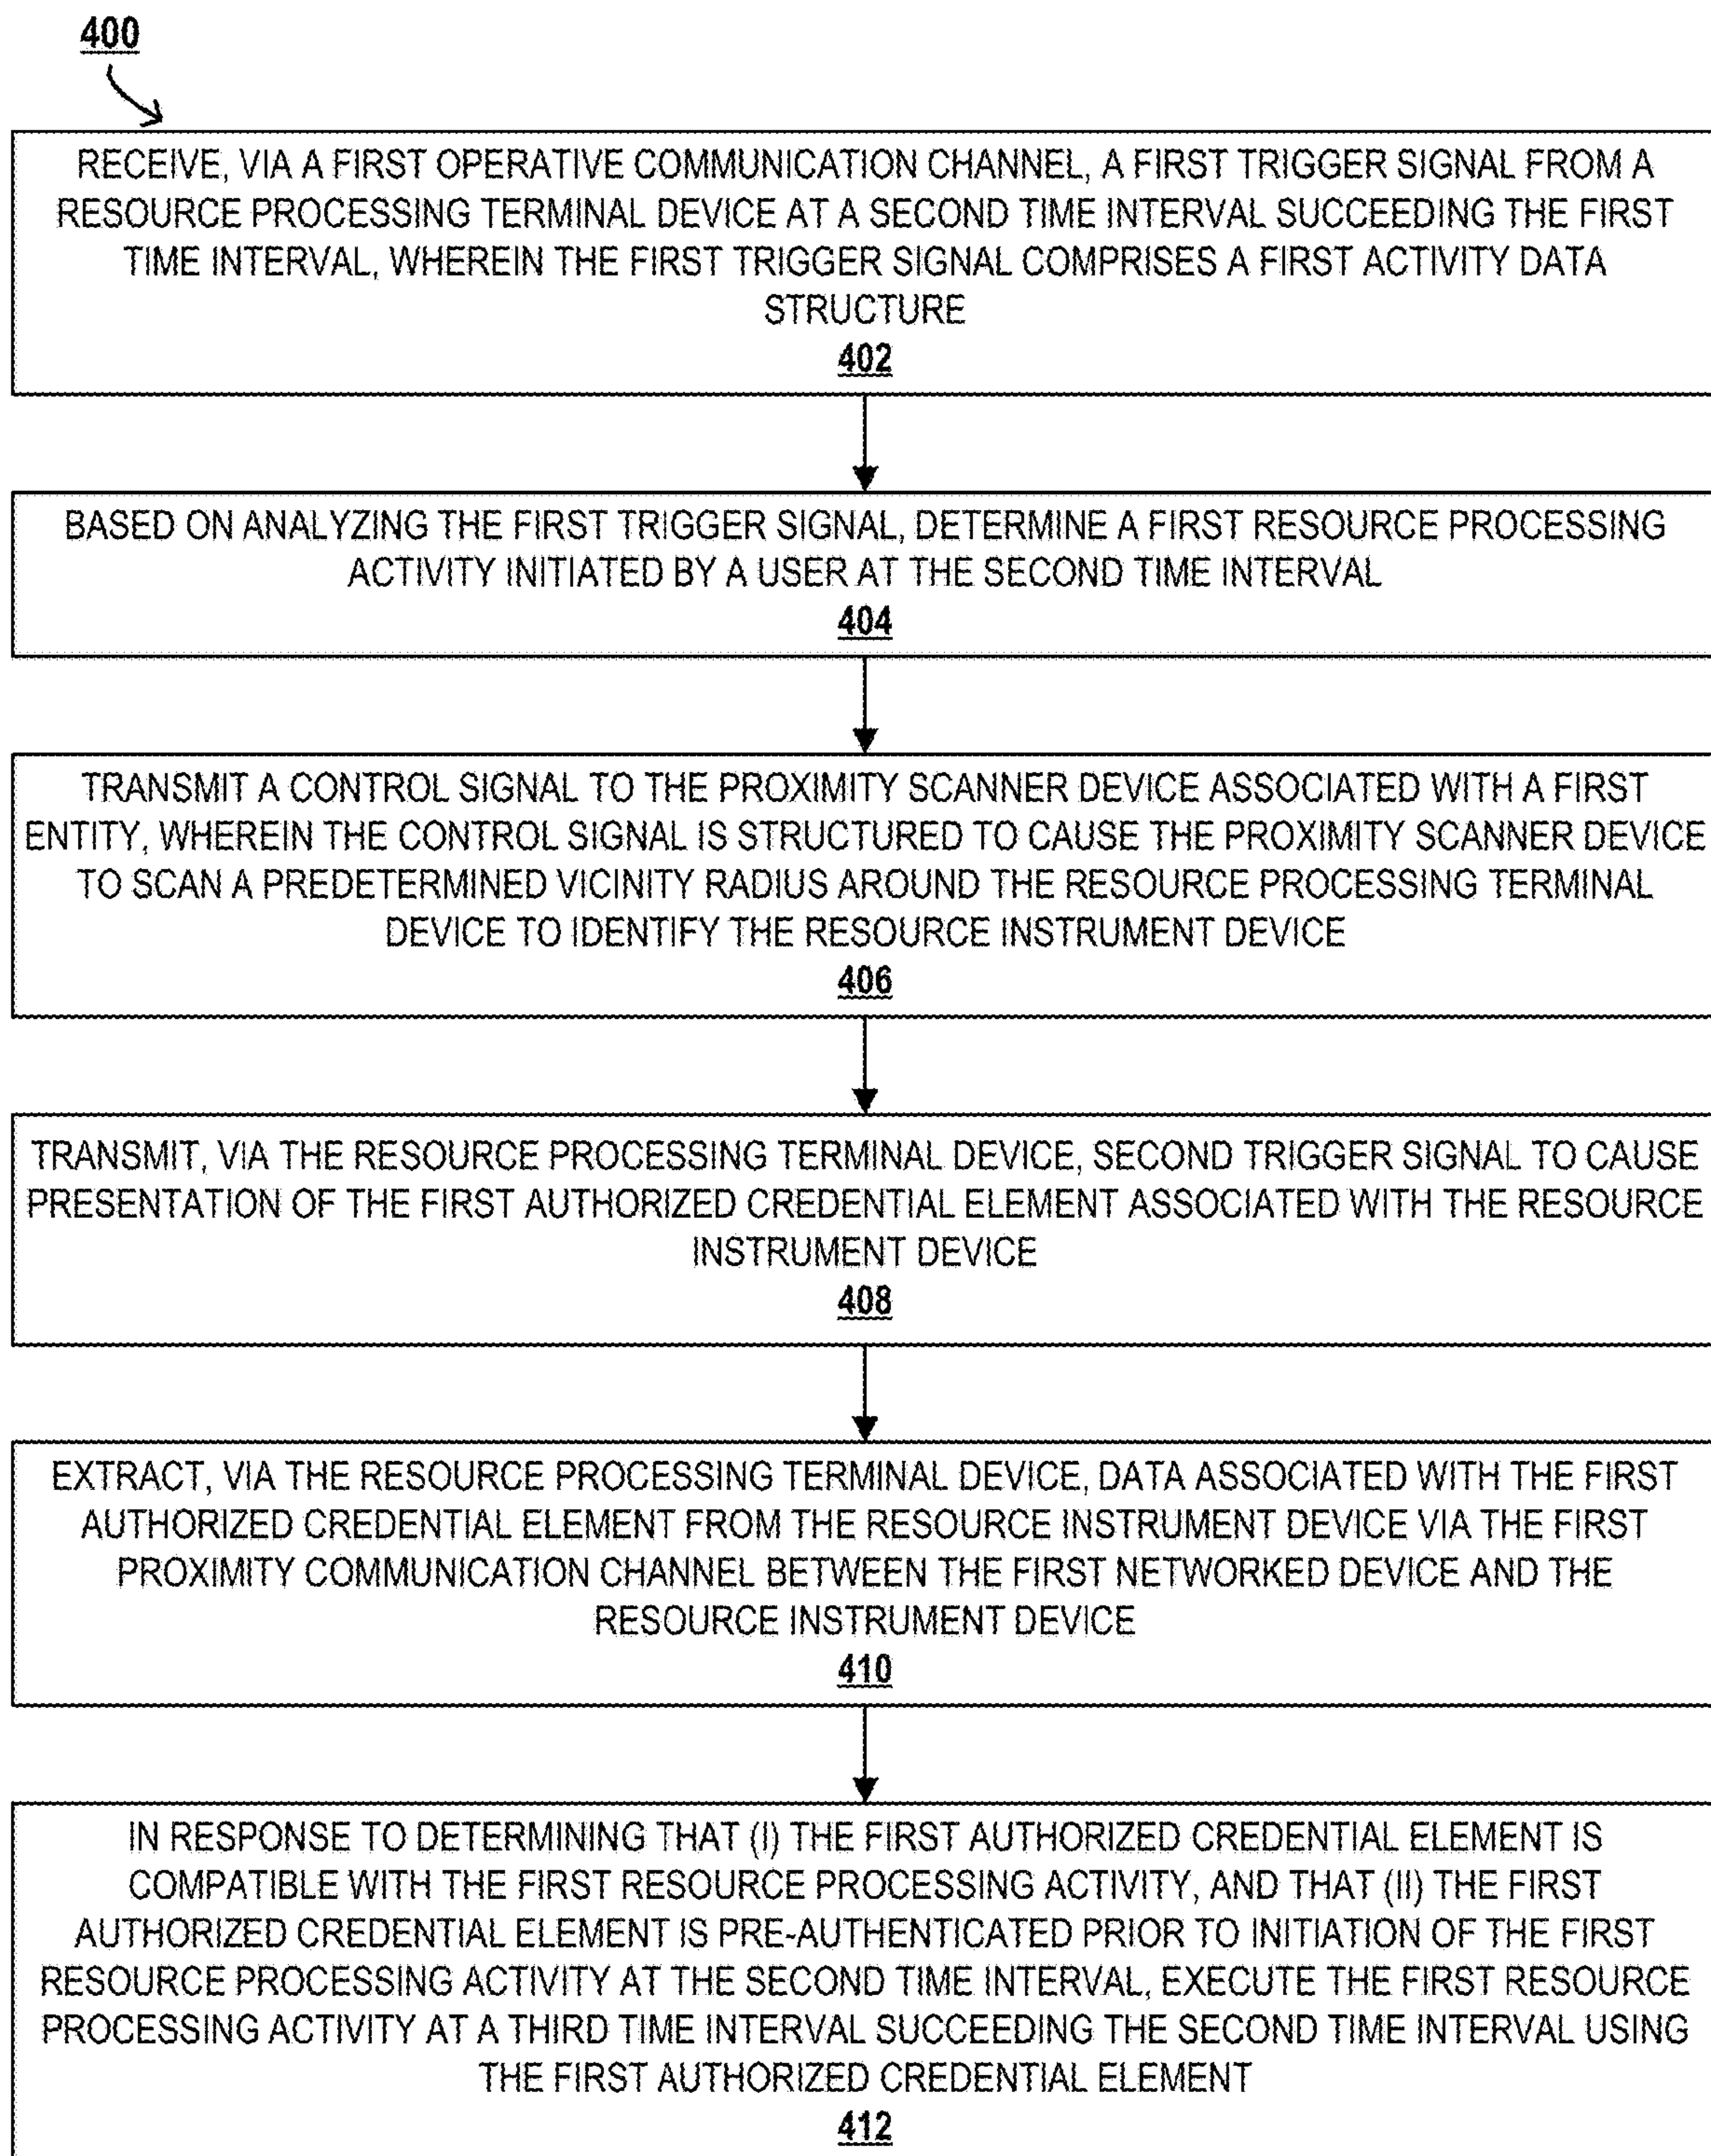 400
RECEIVE, VIA A FIRST OPERATIVE COMMUNICATION CHANNEL, A FIRST TRIGGER SIGNAL FROM A
RESOURCE PROCESSING TERMINAL DEVICE AT A SECOND TIME INTERVAL SUCCEEDING THE FIRST
TIME INTERVAL, WHEREIN THE FIRST TRIGGER SIGNAL COMPRISES A FIRST ACTIVITY DATA
STRUCTURE
402
BASED ON ANALYZING THE FIRST TRIGGER SIGNAL, DETERMINE A FIRST RESOURCE PROCESSING
ACTIVITY INITIATED BY A USER AT THE SECOND TIME INTERVAL
404
TRANSMIT A CONTROL SIGNAL TO THE PROXIMITY SCANNER DEVICE ASSOCIATED WITH A FIRST
ENTITY, WHEREIN THE CONTROL SIGNAL IS STRUCTURED TO CAUSE THE PROXIMITY SCANNER DEVICE
TO SCAN A PREDETERMINED VICINITY RADIUS AROUND THE RESOURCE PROCESSING TERMINAL
DEVICE TO IDENTIFY THE RESOURCE INSTRUMENT DEVICE
406
TRANSMIT, VIA THE RESOURCE PROCESSING TERMINAL DEVICE, SECOND TRIGGER SIGNAL TO CAUSE
PRESENTATION OF THE FIRST AUTHORIZED CREDENTIAL ELEMENT ASSOCIATED WITH THE RESOURCE
INSTRUMENT DEVICE
408
EXTRACT, VIA THE RESOURCE PROCESSING TERMINAL DEVICE, DATA ASSOCIATED WITH THE FIRST
AUTHORIZED CREDENTIAL ELEMENT FROM THE RESOURCE INSTRUMENT DEVICE VIA THE FIRST
PROXIMITY COMMUNICATION CHANNEL BETWEEN THE FIRST NETWORKED DEVICE AND THE
RESOURCE INSTRUMENT DEVICE
410
IN RESPONSE TO DETERMINING THAT (I) THE FIRST AUTHORIZED CREDENTIAL ELEMENT IS
COMPATIBLE WITH THE FIRST RESOURCE PROCESSING ACTIVITY, AND THAT (II) THE FIRST
AUTHORIZED CREDENTIAL ELEMENT IS PRE-AUTHENTICATED PRIOR TO INITIATION OF THE FIRST
RESOURCE PROCESSING ACTIVITY AT THE SECOND TIME INTERVAL, EXECUTE THE FIRST RESOURCE
PROCESSING ACTIVITY AT A THIRD TIME INTERVAL SUCCEEDING THE SECOND TIME INTERVAL USING
THE FIRST AUTHORIZED CREDENTIAL ELEMENT
412